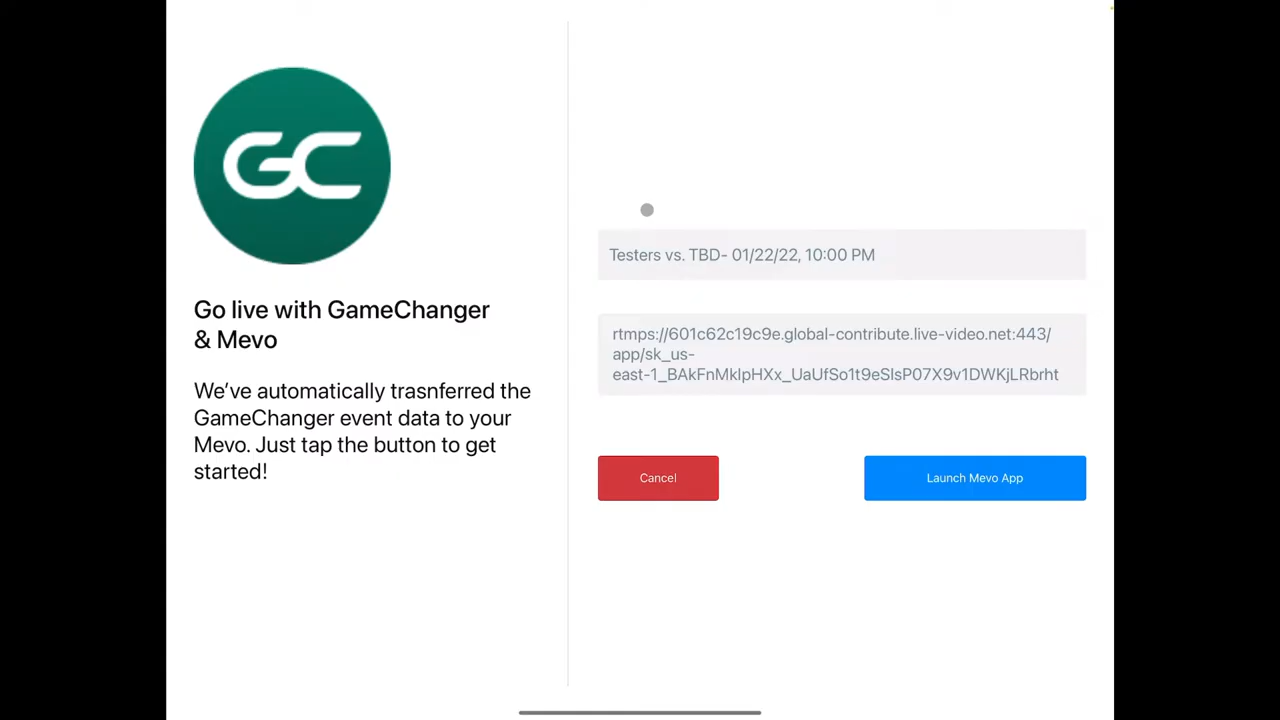 GC
Go live with GameChanger
& Mevo
We've automatically trasnferred the
GameChanger event data to your
Mevo. Just tap the button to get
started!
Testers vs. TBD- 01/22/22, 10:00 PM
rtmps://601c62c19c9e.global-contribute.live-video.net:443/
app/sk_us-
east-1_BAkFnMklpHXx_UaUfSo1t9eSlsP07X9v1DWKjLRbrht
Cancel
Launch Mevo App